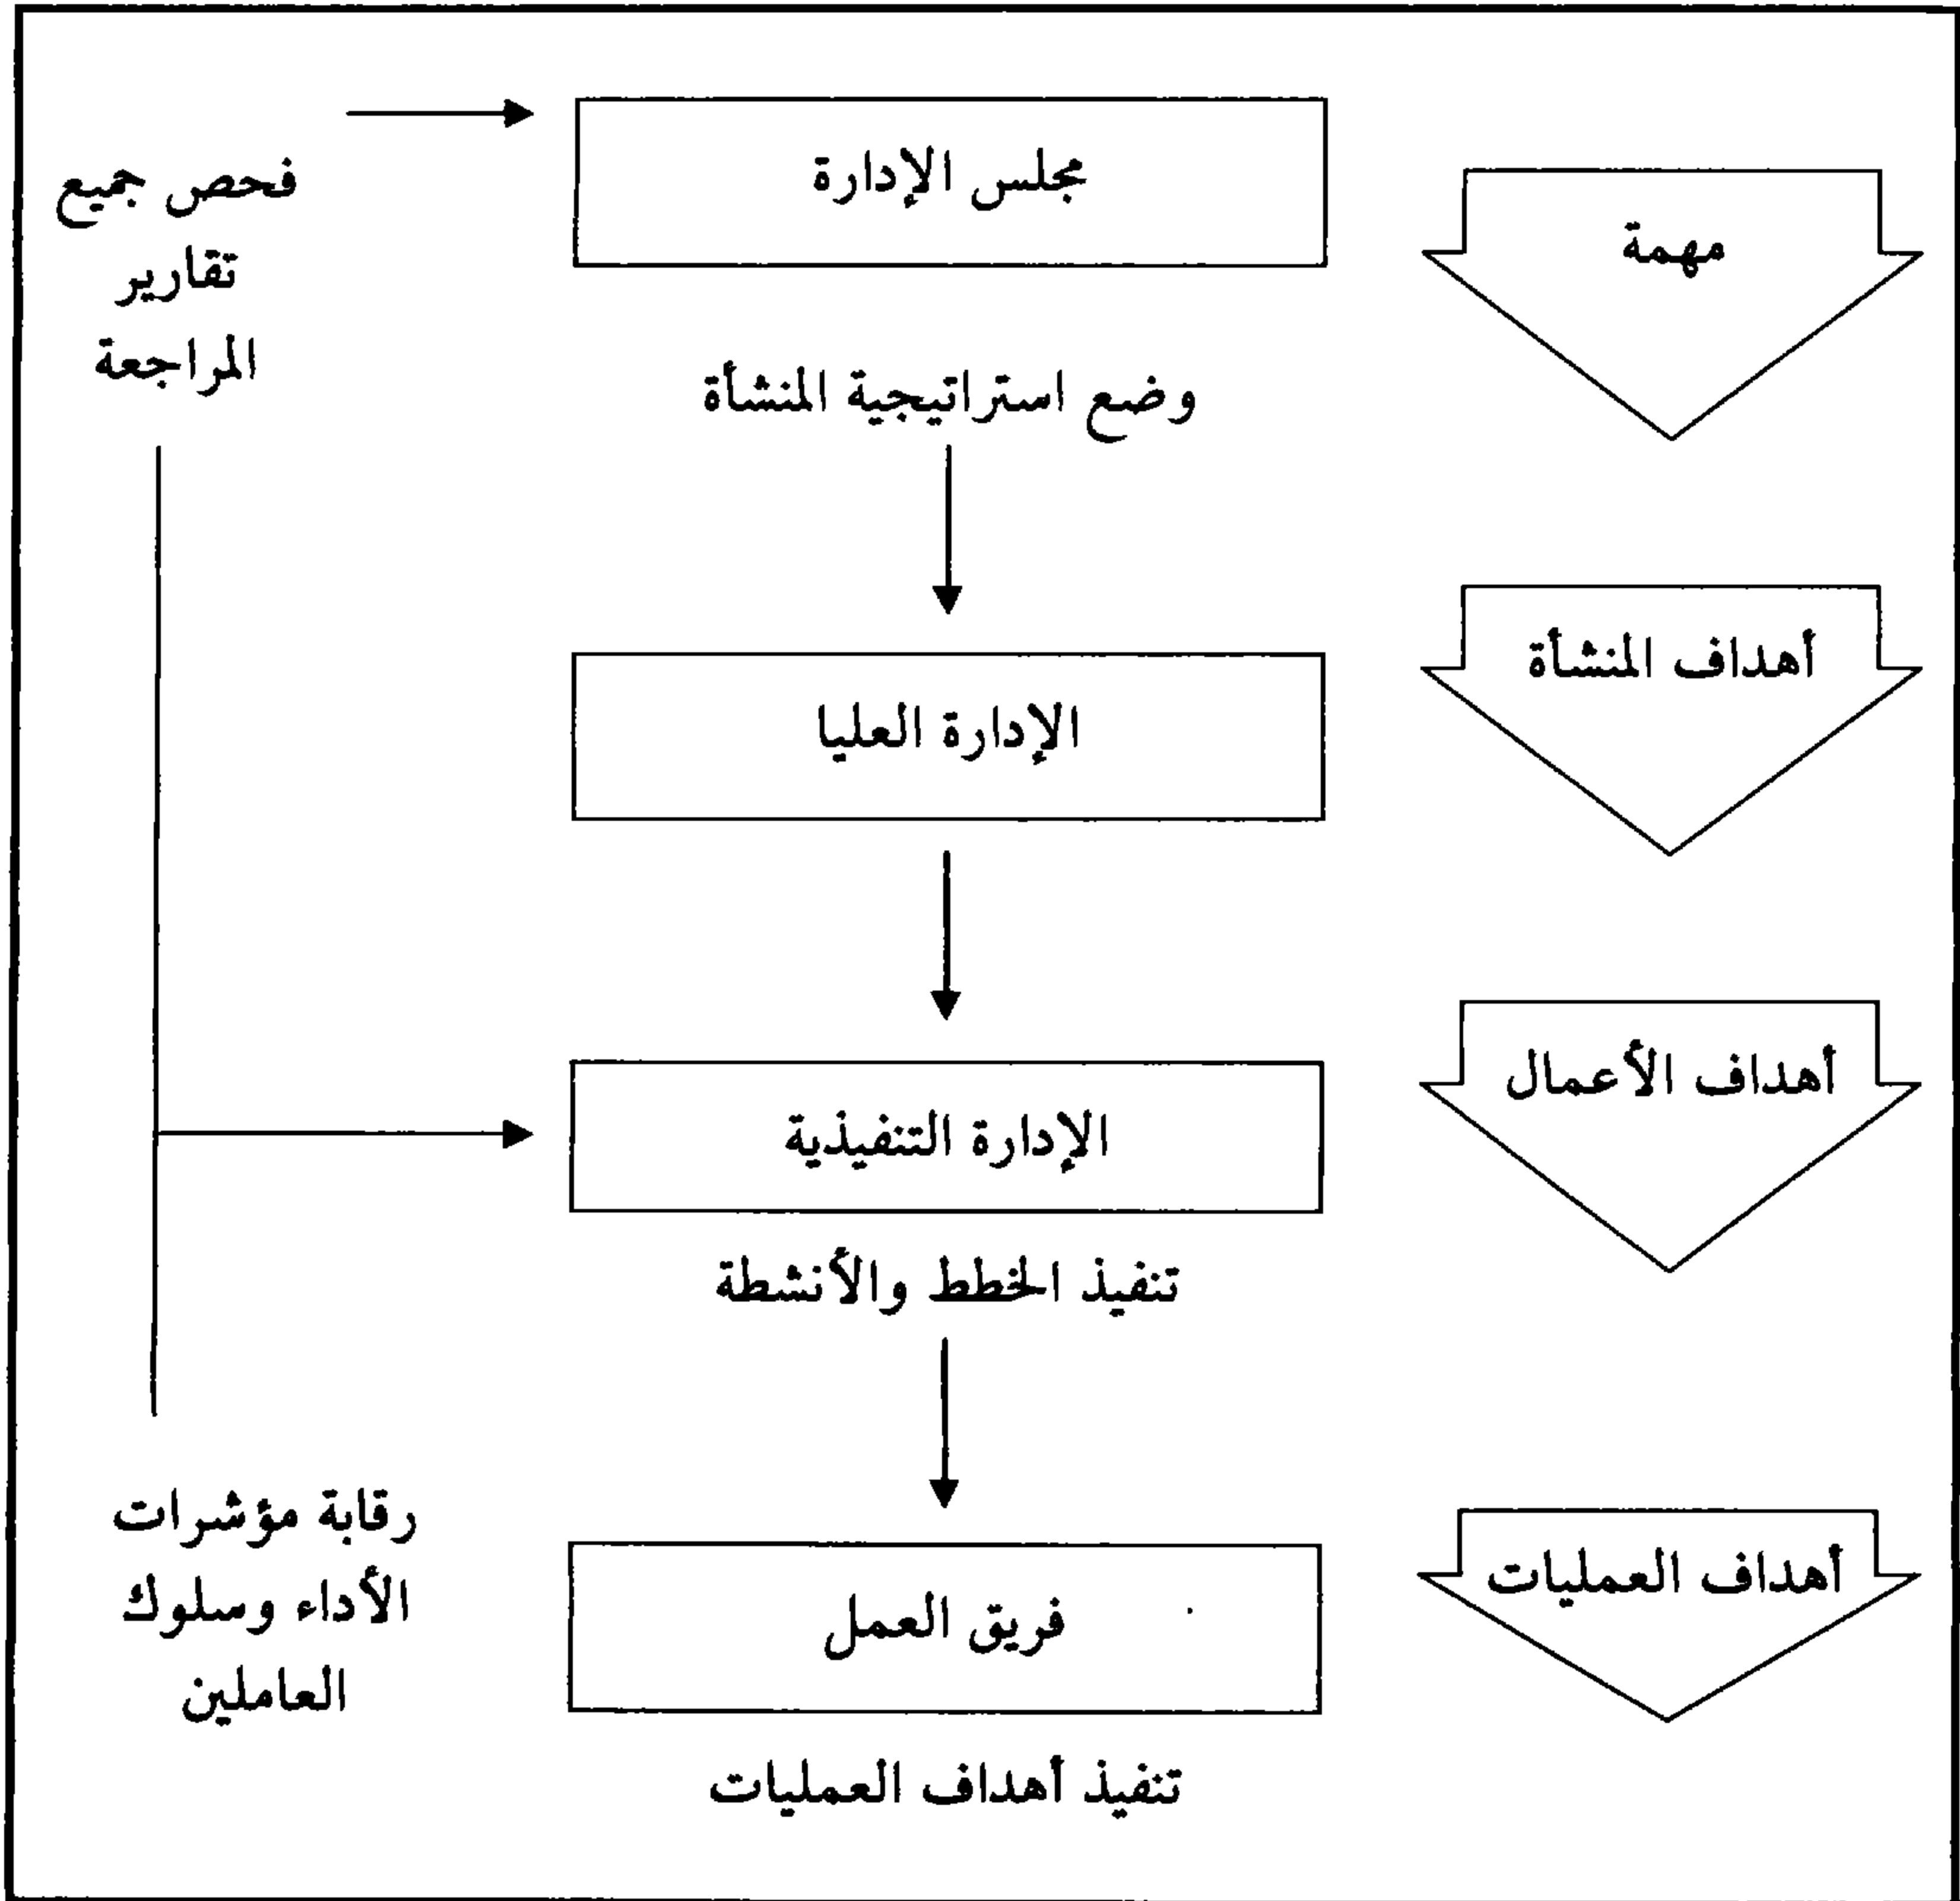 مجلس الإدارة
مهمة
فحص جميع
تقارير
المراجعة
وضع استراتيجية المنشأة
أهداف المنشأة
الإدارة العليا
أهداف الأعمال
الإدارة التنفيذية
تنفيذ الخطط والأنشطة
أهداف العمليات
فريق العمل
رقابة مؤشرات
الأداء وسلوك
العاملين
تنفيذ أهداف العمليات